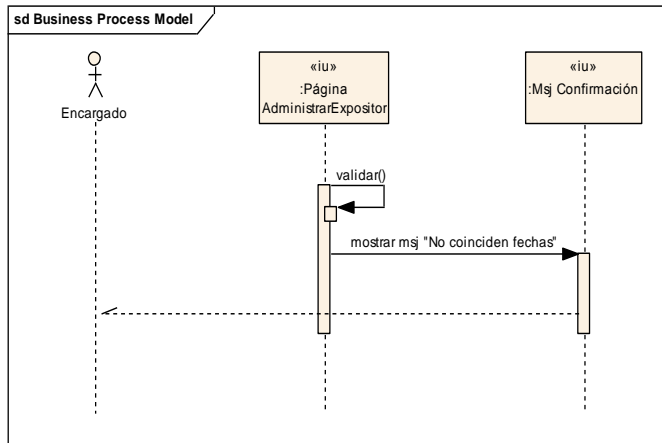 sd Business Process Model
Encargado
«iu»
:Página
AdministrarExpositor
«iu»
:Msj Confirmación
validar()
mostrar msj "No coinciden fechas"